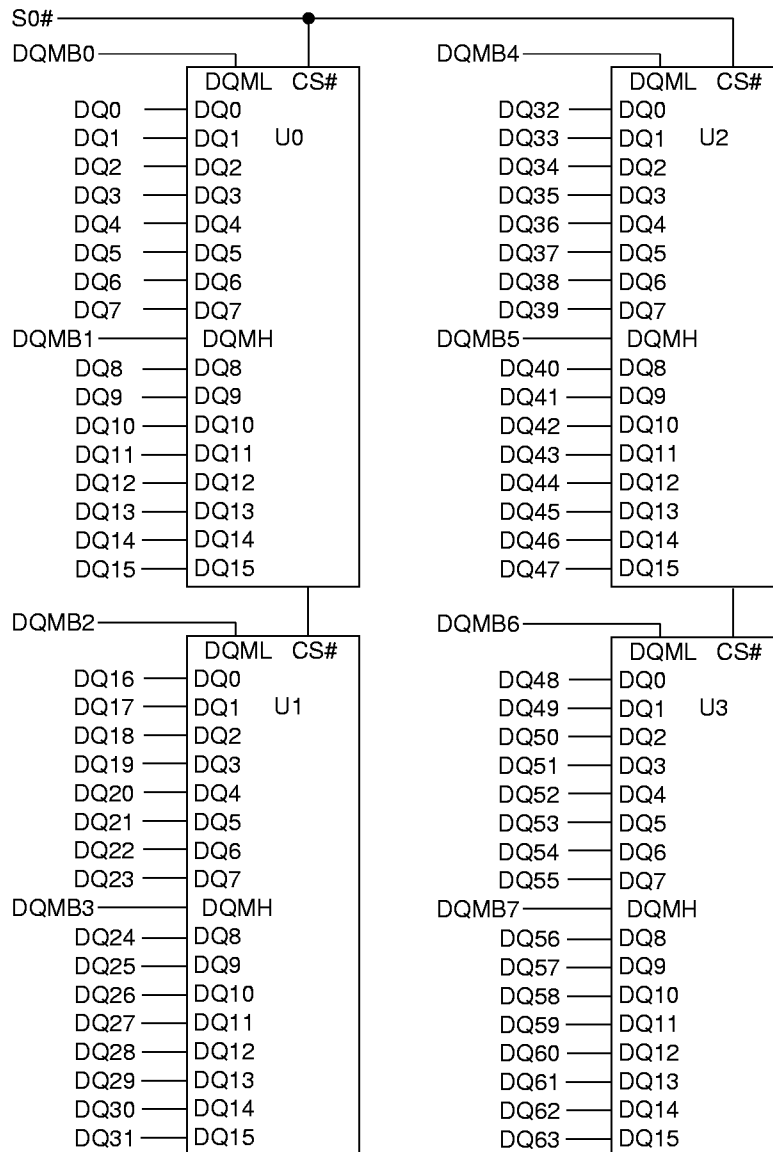 S0#
DQMB0
DQML CS#
DQ0 DQ0
DQ1 DQ1 U0
DQ2 DQ2
DQ3 DQ3
DQ4 DQ4
DQ5 DQ5
DQ6 DQ6
DQ7 DQ7
DQMB1 DQMH
DQ8 DQ8
DQ9 DQ9
DQ10 DQ10
DQ11 DQ11
DQ12 DQ12
DQ13 DQ13
DQ14 DQ14
DQ15 DQ15
DQMB2
DQML CS#
DQ16 DQ0
DQ17 DQ1 U1
DQ18 DQ2
DQ19 DQ3
DQ20 DQ4
DQ21 DQ5
DQ22 DQ6
DQ23 DQ7
DQMB3 DQMH
DQ24 DQ8
DQ25 DQ9
DQ26 DQ10
DQ27 DQ11
DQ28 DQ12
DQ29 DQ13
DQ30 DQ14
DQ31 DQ15
DQMB4
DQML CS#
DQ32 DQ0
DQ33 DQ1 U2
DQ34 DQ2
DQ35 DQ3
DQ36 DQ4
DQ37 DQ5
DQ38 DQ6
DQ39 DQ7
DQMB5 DQMH
DQ40 DQ8
DQ41 DQ9
DQ42 DQ10
DQ43 DQ11
DQ44 DQ12
DQ45 DQ13
DQ46 DQ14
DQ47 DQ15
DQMB6
DQML CS#
DQ48 DQ0
DQ49 DQ1 U3
DQ50 DQ2
DQ51 DQ3
DQ52 DQ4
DQ53 DQ5
DQ54 DQ6
DQ55 DQ7
DQMB7 DQMH
DQ56 DQ8
DQ57 DQ9
DQ58 DQ10
DQ59 DQ11
DQ60 DQ12
DQ61 DQ13
DQ62 DQ14
DQ63 DQ15